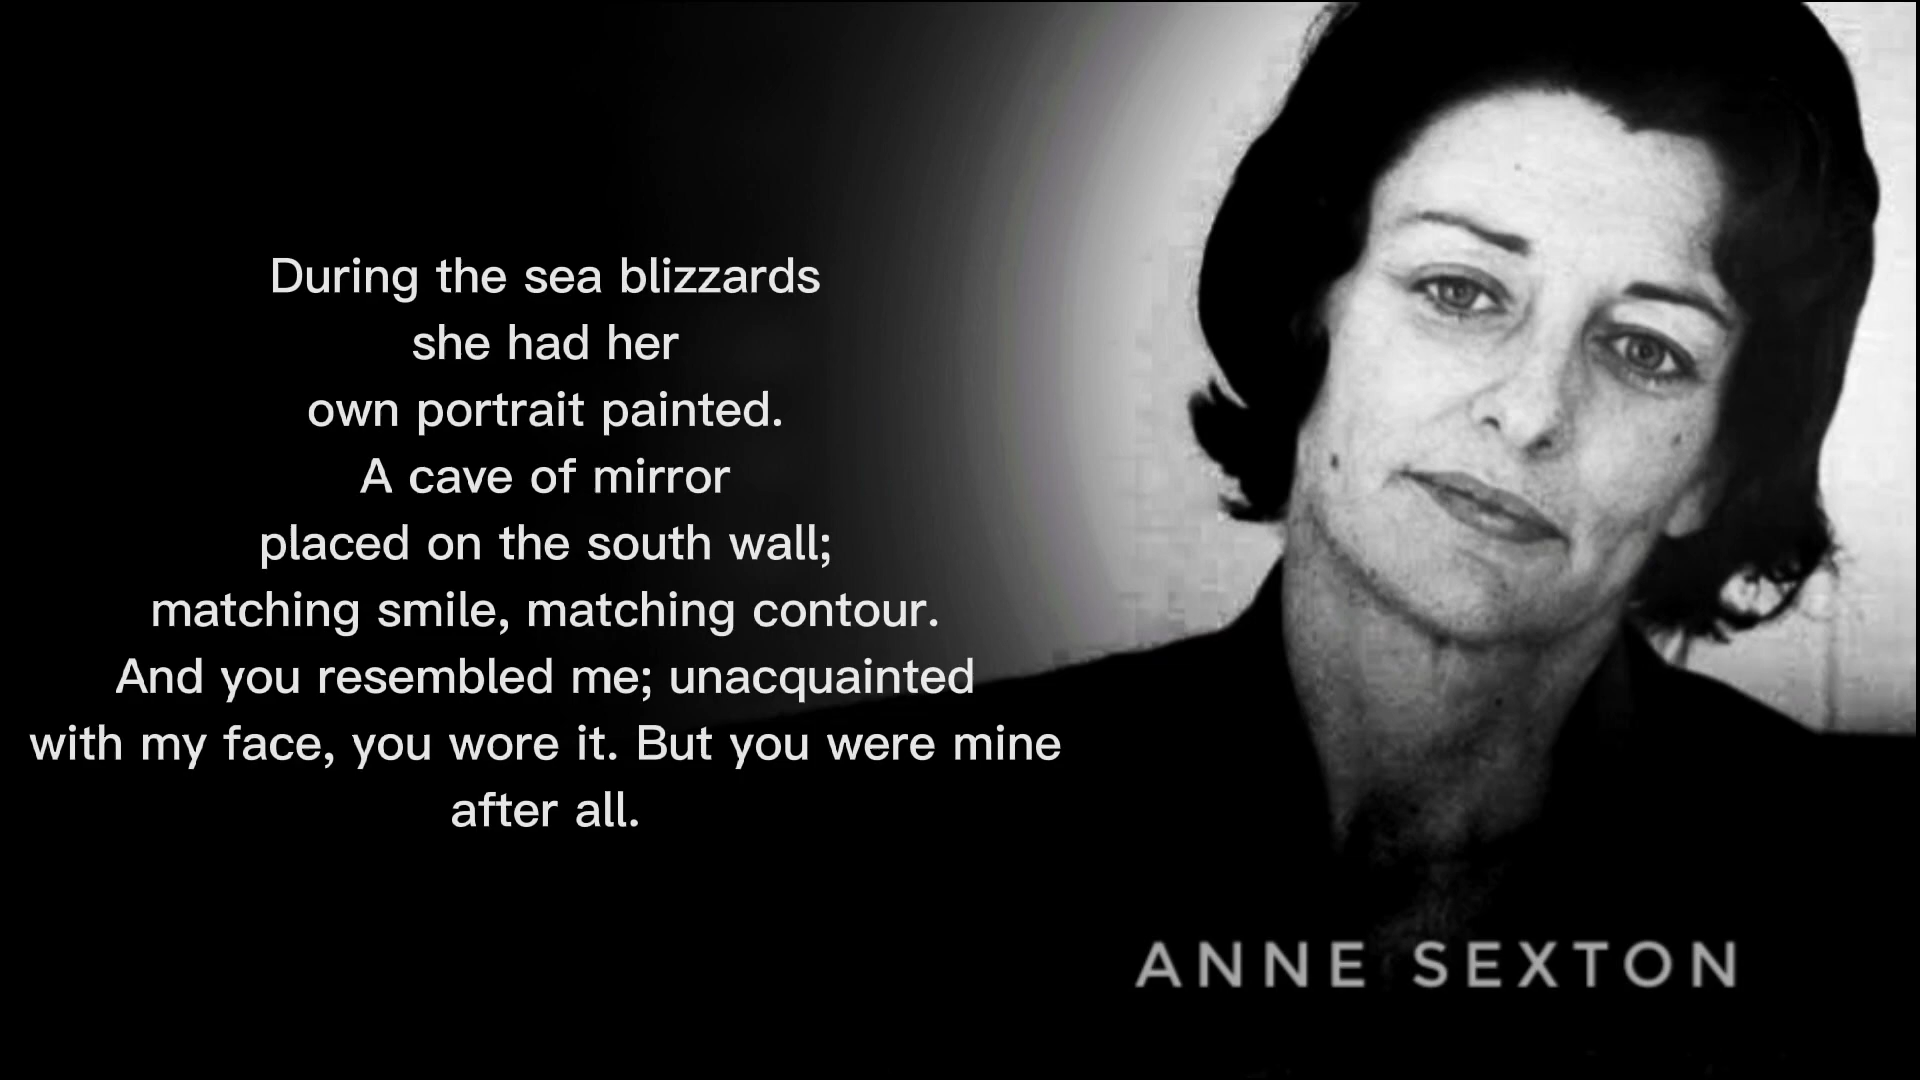 During the sea blizzards
she had her
own portrait painted.
A cave of mirror
placed on the south wall;
matching smile, matching contour.
And you resembled me; unacquainted
with my face, you wore it. But you were mine
after all.
ANNE SEXTON